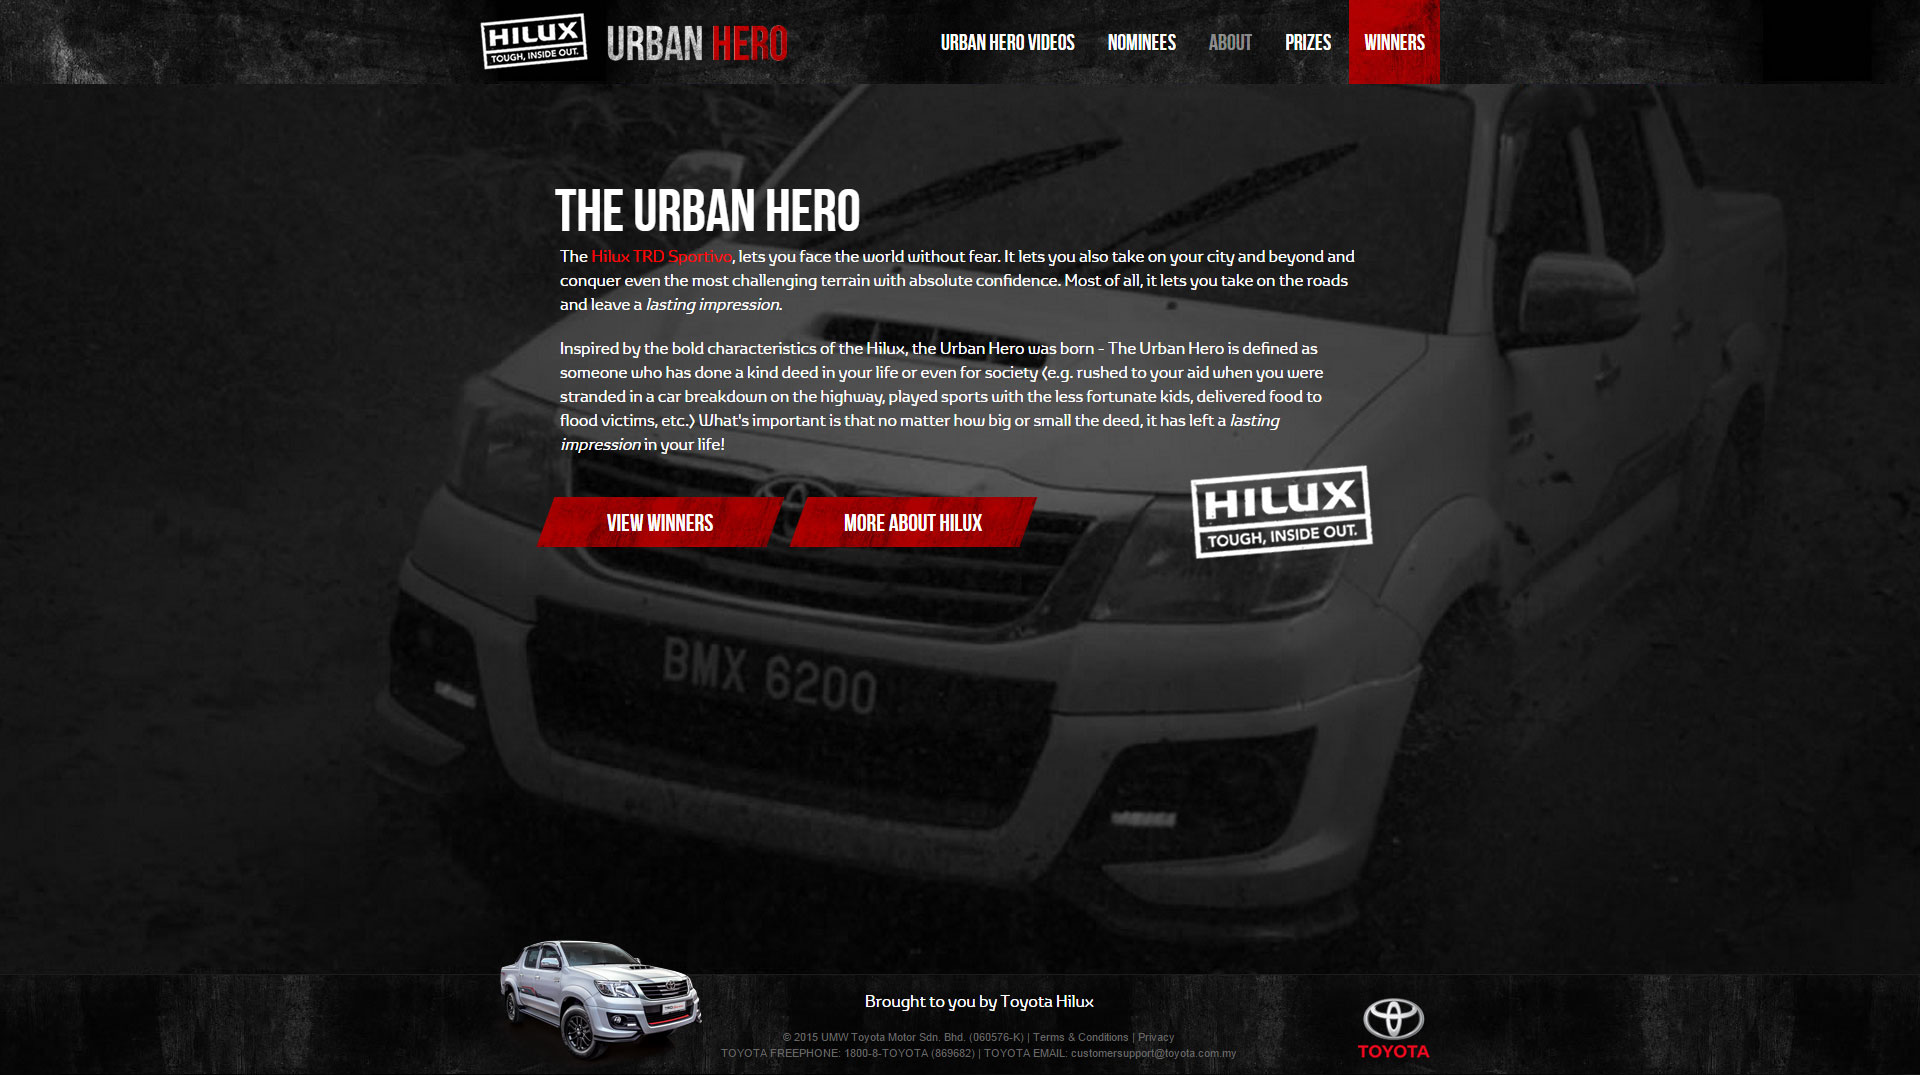 HILUX
TOUGH, INSIDE OUT.
URBAN HERO
URBAN HERO VIDEOS
NOMINEES
ABOUT
PRIZES
WINNERS
THE URBAN HERO
The Hilux TRD Sportivo, lets you face the world without fear. It lets you also take on your city and beyond and
conquer even the most challenging terrain with absolute confidence. Most of all, it lets you take on the roads
and leave a lasting impression.
Inspired by the bold characteristics of the Hilux, the Urban Hero was born - The Urban Hero is defined as
someone who has done a kind deed in your life or even for society (e.g. rushed to your aid when you were
stranded in a car breakdown on the highway, played sports with the less fortunate kids, delivered food to
flood victims, etc.) What's important is that no matter how big or small the deed, it has left a lasting
impression in your life!
VIEW WINNERS
MORE ABOUT HILUX
HILUX
TOUGH, INSIDE OUT.
BMX 6200
Brought to you by Toyota Hilux
© 2015 UMW Toyota Motor Sdn. Bhd. (060576-K) | Terms & Conditions | Privacy
TOYOTA FREEPHONE: 1800-8-TOYOTA (869682) | TOYOTA EMAIL: customersupport@toyota.com.my
TOYOTA